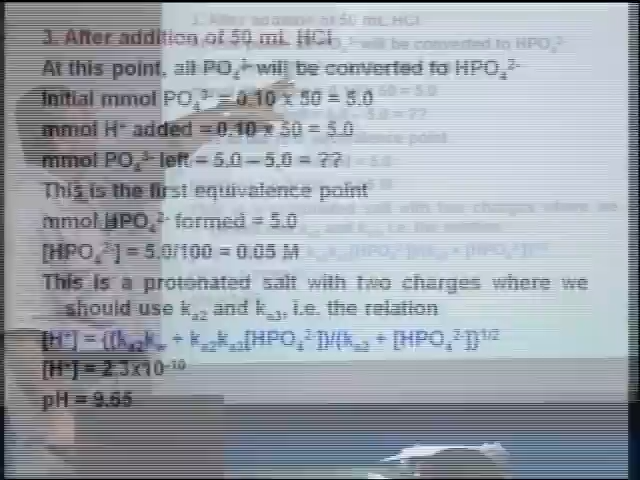 3. After addition of 50 mL HCl
At this point, all PO₄³⁻ will be converted to HPO₄²⁻
Initial mmol PO₄³⁻ = 0.10 x 50 = 5.0
mmol H⁺ added = 0.10 x 50 = 5.0
mmol PO₄³⁻ left = 5.0 – 5.0 = ??
This is the first equivalence point
mmol HPO₄²⁻ formed = 5.0
[HPO₄²⁻] = 5.0/100 = 0.05 M
This is a protonated salt with two charges where we
should use kₐ₂ and kₐ₃, i.e. the relation
[H⁺] = {(kₐ₂k_w + kₐ₂kₐ₃[HPO₄²⁻])/(kₐ₂ + [HPO₄²⁻])}¹/²
[H⁺] = 2.3x10⁻¹⁰
pH = 9.65